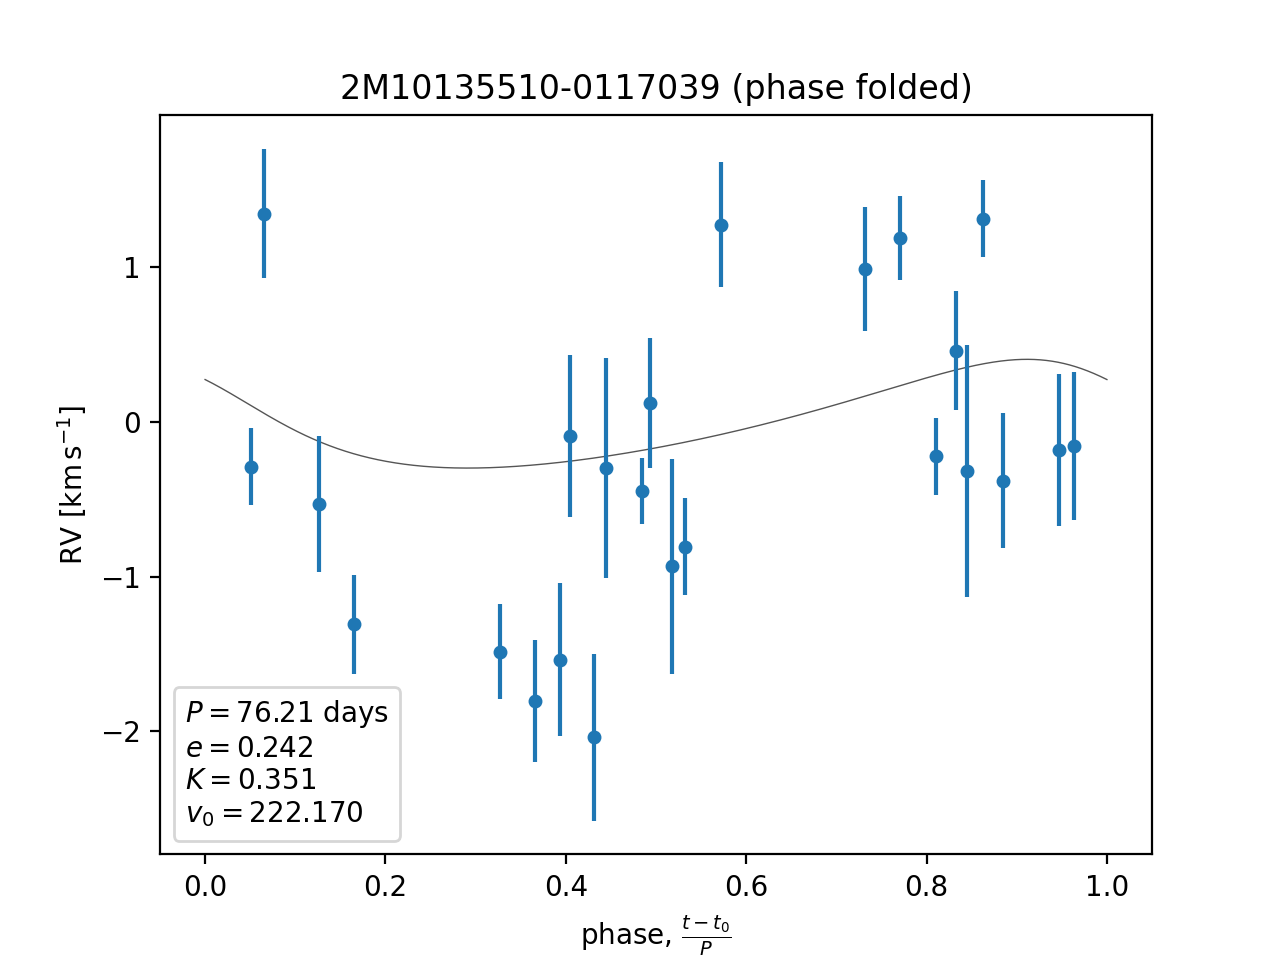 2M10135510-0117039 (phase folded)
RV [km s⁻¹]
1
0
−1
−2
P = 76.21 days
e = 0.242
K = 0.351
v₀ = 222.170
0.0 0.2 0.4 0.6 0.8 1.0
phase, (t − t₀)/P